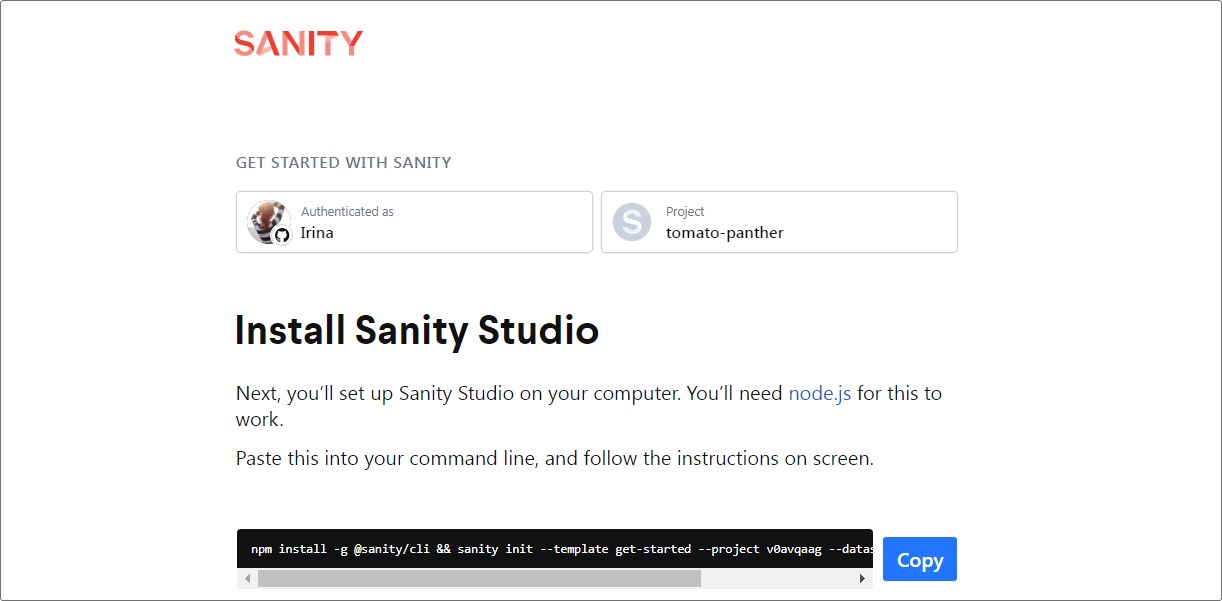 SANITY
GET STARTED WITH SANITY
Authenticated as
Irina
S
Project
tomato-panther
Install Sanity Studio
Next, you’ll set up Sanity Studio on your computer. You’ll need node.js for this to
work.
Paste this into your command line, and follow the instructions on screen.
npm install -g @sanity/cli && sanity init --template get-started --project v0avqaag --datas
Copy